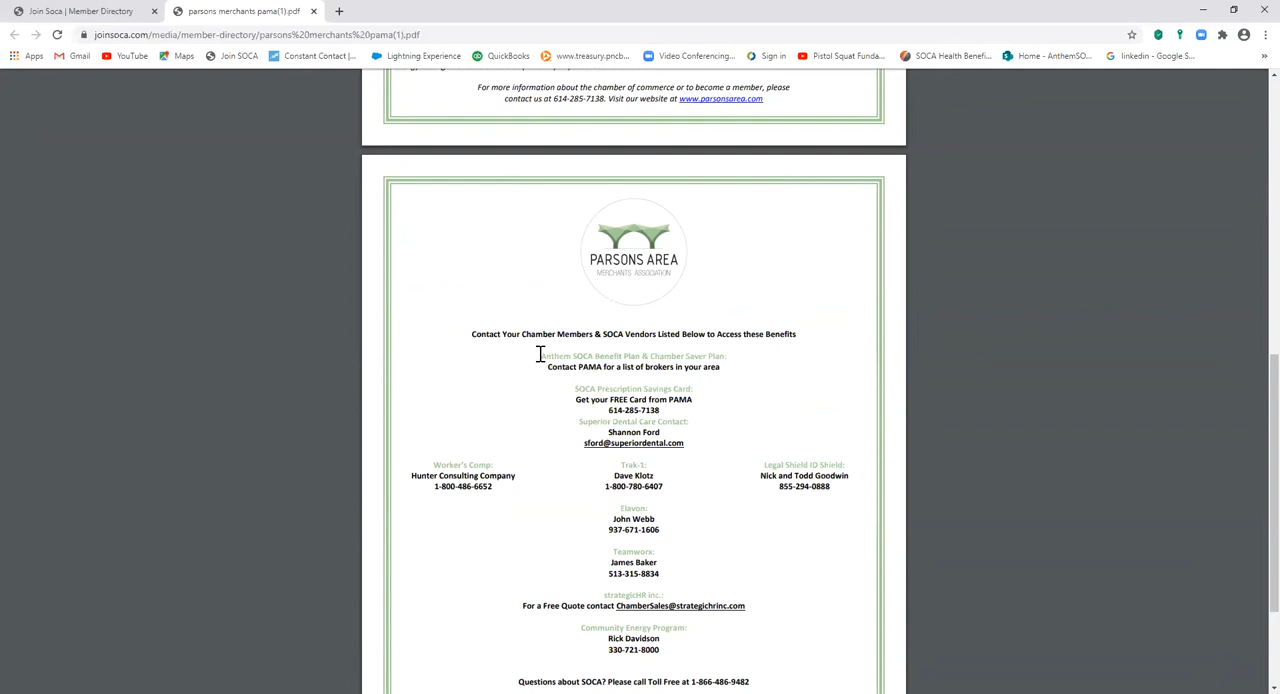 Join Soca | Member Directory
parsons merchants pama(1).pdf
joinsoca.com/media/member-directory/parsons%20merchants%20pama(1).pdf
Apps
Gmail
YouTube
Maps
Join SOCA
Constant Contact |...
Lightning Experience
QuickBooks
www.treasury.pncb...
Video Conferencing...
Sign in
Pistol Squat Funda...
SOCA Health Benefi...
Home - AnthemSO...
linkedin - Google S...
For more information about the chamber of commerce or to become a member, please
contact us at 614-285-7138. Visit our website at www.parsonsarea.com
PARSONS AREA
MERCHANTS ASSOCIATION
Contact Your Chamber Members & SOCA Vendors Listed Below to Access these Benefits
Anthem SOCA Benefit Plan & Chamber Saver Plan:
Contact PAMA for a list of brokers in your area
SOCA Prescription Savings Card:
Get your FREE Card from PAMA
614-285-7138
Superior Dental Care Contact:
Shannon Ford
sford@superiordental.com
Worker's Comp:
Hunter Consulting Company
1-800-486-6652
Trak-1:
Dave Klotz
1-800-780-6407
Legal Shield ID Shield:
Nick and Todd Goodwin
855-294-0888
Elavon:
John Webb
937-671-1606
Teamworx:
James Baker
513-315-8834
strategicHR inc.:
For a Free Quote contact ChamberSales@strategichrinc.com
Community Energy Program:
Rick Davidson
330-721-8000
Questions about SOCA? Please call Toll Free at 1-866-486-9482